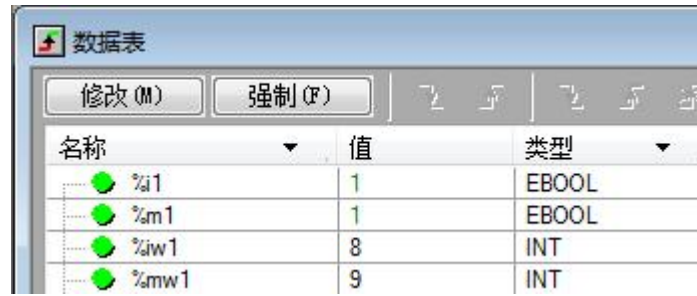 数据表
修改(M) 强制(F)
名称 值 类型
%i1 1 EBOOL
%m1 1 EBOOL
%iw1 8 INT
%mw1 9 INT